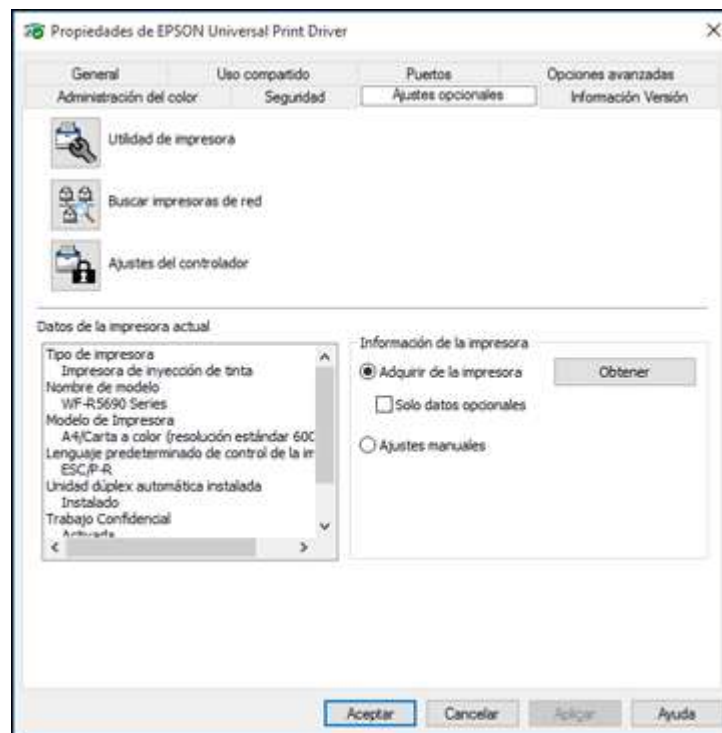 Propiedades de EPSON Universal Print Driver
General Uso compartido Puertos Opciones avanzadas
Administración del color Seguridad Ajustes opcionales Información Versión
Utilidad de impresora
Buscar impresoras de red
Ajustes del controlador
Datos de la impresora actual
Tipo de impresora
Impresora de inyección de tinta
Nombre de modelo
WF-R5690 Series
Modelo de Impresora
A4/Carta a color (resolución estándar 600
Lenguaje predeterminado de control de la im
ESC/P-R
Unidad dúplex automática instalada
Instalado
Trabajo Confidencial
Activada
Información de la impresora
Adquirir de la impresora Obtener
Solo datos opcionales
Ajustes manuales
Aceptar Cancelar Aplicar Ayuda